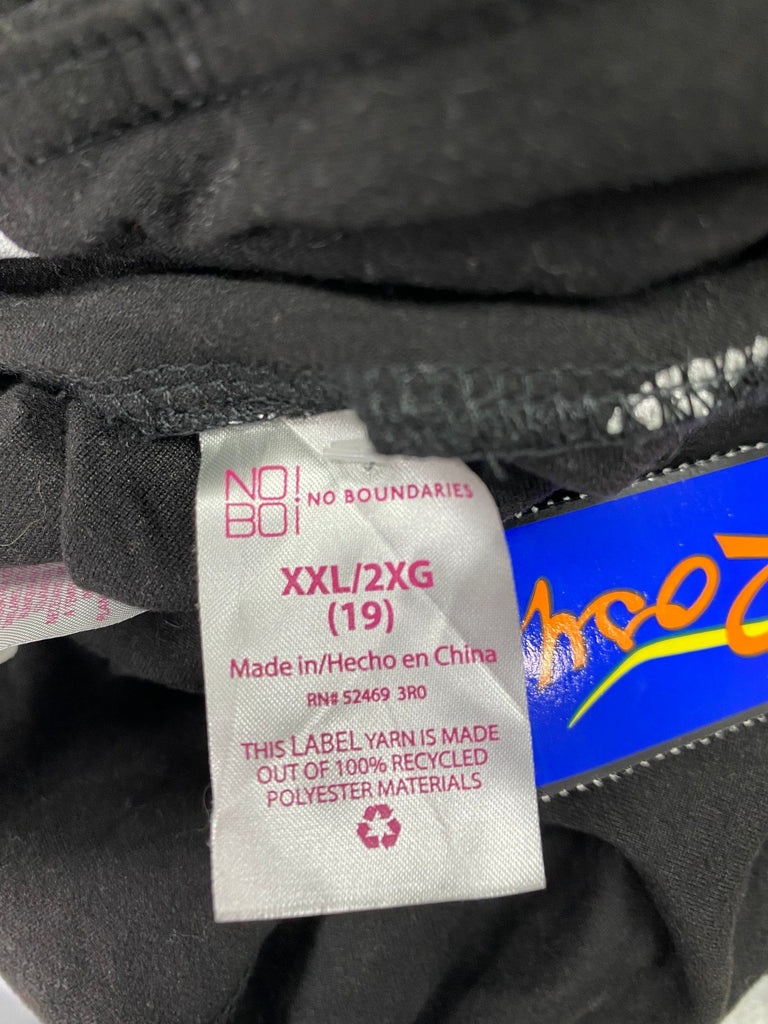 NO!
BO!
NO BOUNDARIES
XXL/2XG
(19)
Made in/Hecho en China
RN# 52469 3R0
THIS LABEL YARN IS MADE
OUT OF 100% RECYCLED
POLYESTER MATERIALS